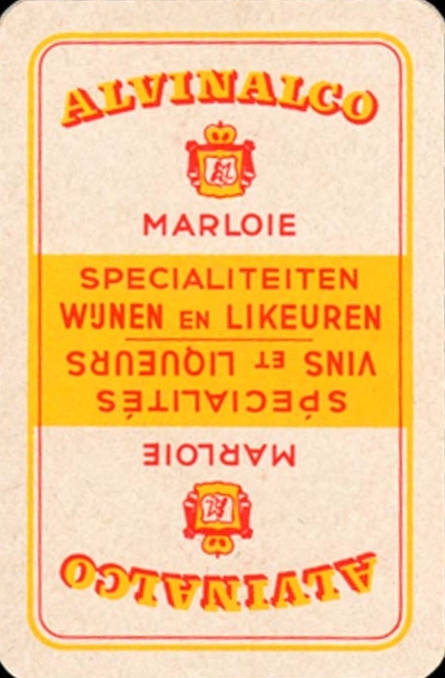 ALVINALCO
MARLOIE
SPECIALITEITEN
WIJNEN EN LIKEUREN
VINS ET LIQUEURS
SPÉCIALITÉS
MARLOIE
ALVINALCO